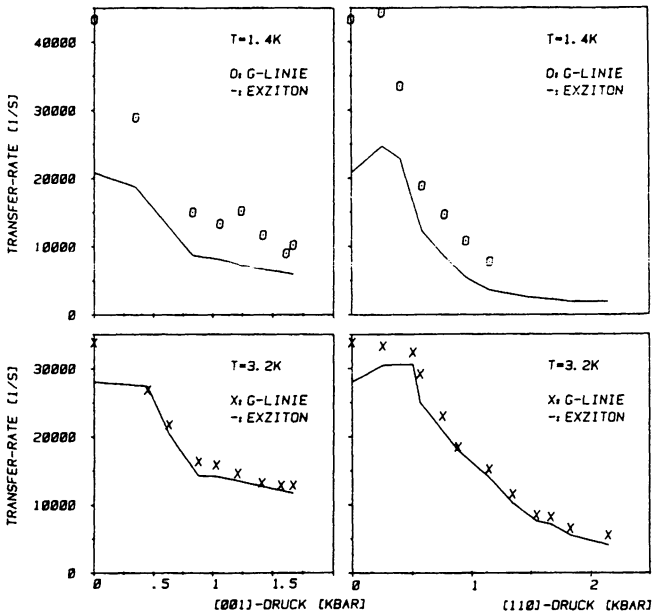 40000
30000
20000
10000
0
TRANSFER-RATE [1/S]
T=1.4K
O: G-LINIE
-: EXZITON
T=1.4K
O: G-LINIE
-: EXZITON
30000
20000
10000
0
TRANSFER-RATE [1/S]
T=3.2K
X: G-LINIE
-: EXZITON
T=3.2K
X: G-LINIE
-: EXZITON
0 .5 1 1.5
[001]-DRUCK [KBAR]
0 1 2
[110]-DRUCK [KBAR]